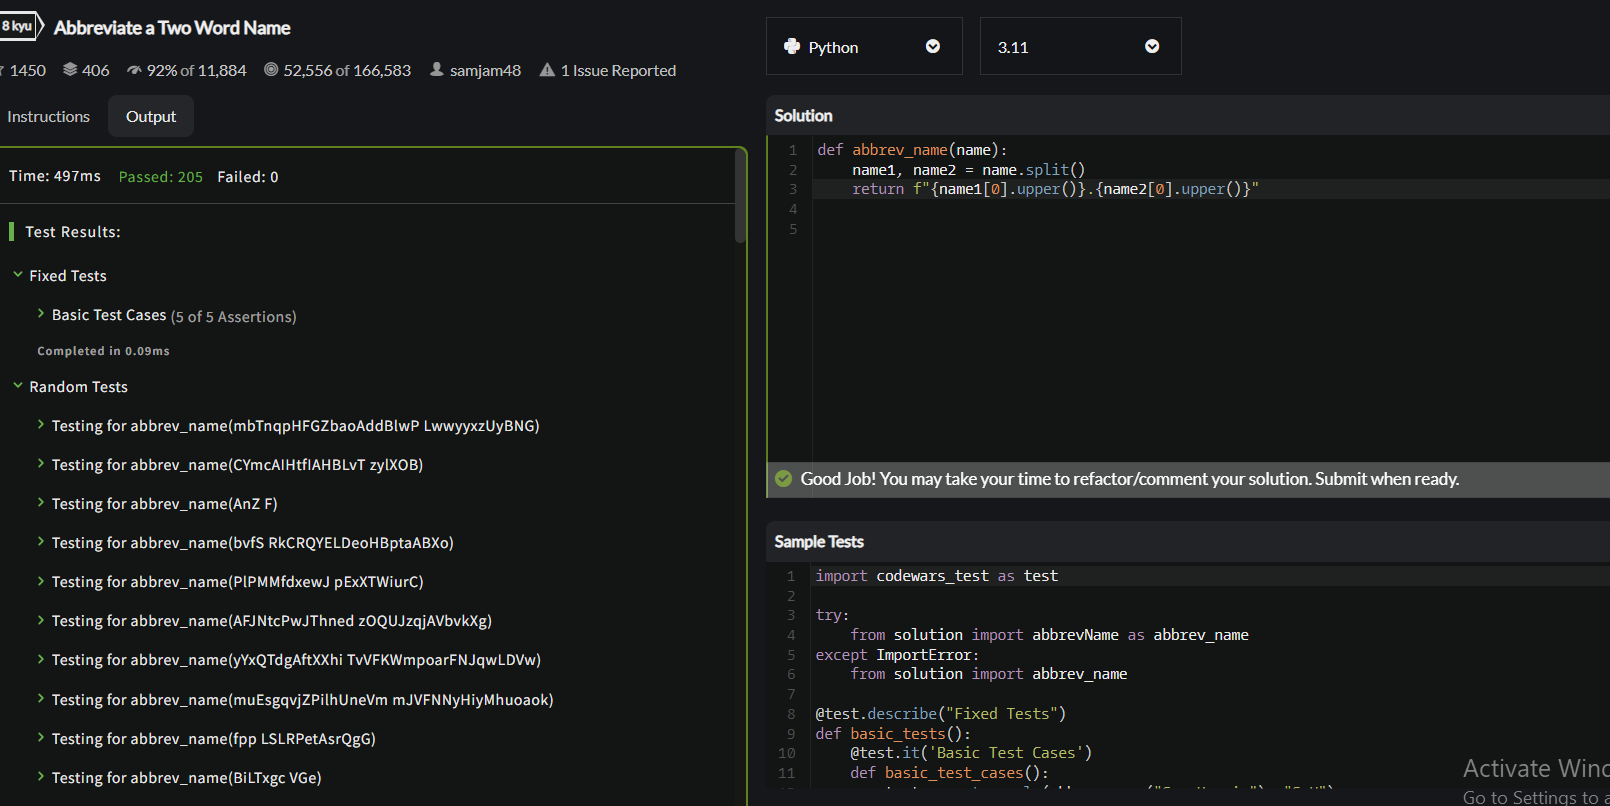 8 kyu Abbreviate a Two Word Name
1450 406 92% of 11,884 52,556 of 166,583 samjam48 1 Issue Reported
Instructions Output
Time: 497ms Passed: 205 Failed: 0
Test Results:
Fixed Tests
Basic Test Cases (5 of 5 Assertions)
Completed in 0.09ms
Random Tests
Testing for abbrev_name(mbTnqpHFGZbaoAddBlwP LwwyyxzUyBNG)
Testing for abbrev_name(CYmcAIHtfIAHBLvT zylXOB)
Testing for abbrev_name(AnZ F)
Testing for abbrev_name(bvfS RkCRQYELDeoHBptaABXo)
Testing for abbrev_name(PlPMMfdxewJ pExXTWiurC)
Testing for abbrev_name(AFJNtcPwJThned zOQUJzqjAVbvkXg)
Testing for abbrev_name(yYxQTdgAftXXhi TvVFKWmpoarFNJqwLDVw)
Testing for abbrev_name(muEsgqvjZPilhUneVm mJVFNNyHiyMhuoaok)
Testing for abbrev_name(fpp LSLRPetAsrQgG)
Testing for abbrev_name(BiLTxgc VGe)
Python 3.11
Solution
1 def abbrev_name(name):
2 name1, name2 = name.split()
3 return f"{name1[0].upper()}.{name2[0].upper()}"
4
5
Good Job! You may take your time to refactor/comment your solution. Submit when ready.
Sample Tests
1 import codewars_test as test
2
3 try:
4 from solution import abbrevName as abbrev_name
5 except ImportError:
6 from solution import abbrev_name
7
8 @test.describe("Fixed Tests")
9 def basic_tests():
10 @test.it('Basic Test Cases')
11 def basic_test_cases():
Activate Wind
Go to Settings to a